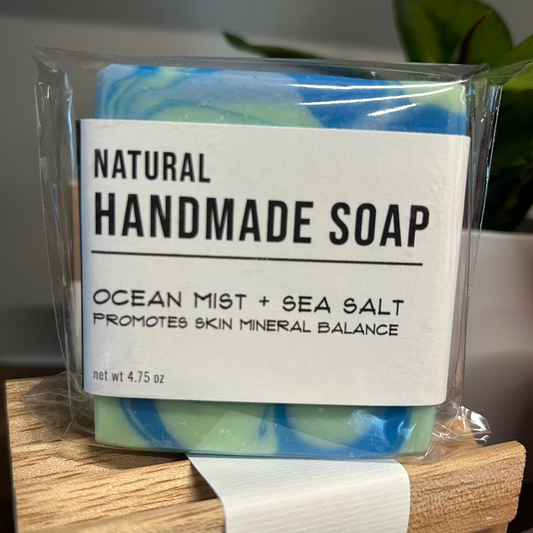 NATURAL
HANDMADE SOAP
OCEAN MIST + SEA SALT
PROMOTES SKIN MINERAL BALANCE
net wt 4.75 oz